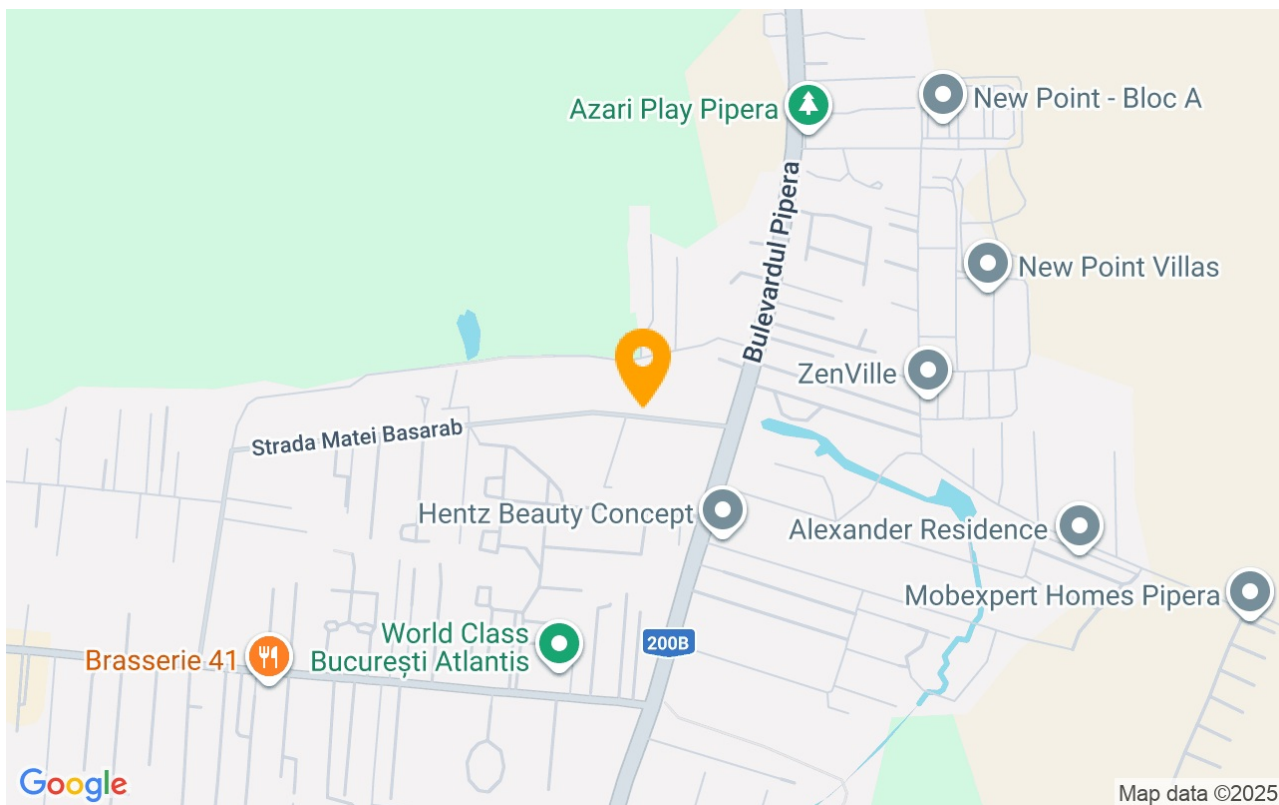 Azari Play Pipera
New Point - Bloc A
Bulevardul Pipera
New Point Villas
ZenVille
Strada Matei Basarab
Hentz Beauty Concept
Alexander Residence
Mobexpert Homes Pipera
World Class
București Atlantis
200B
Brasserie 41
Google
Map data ©2025